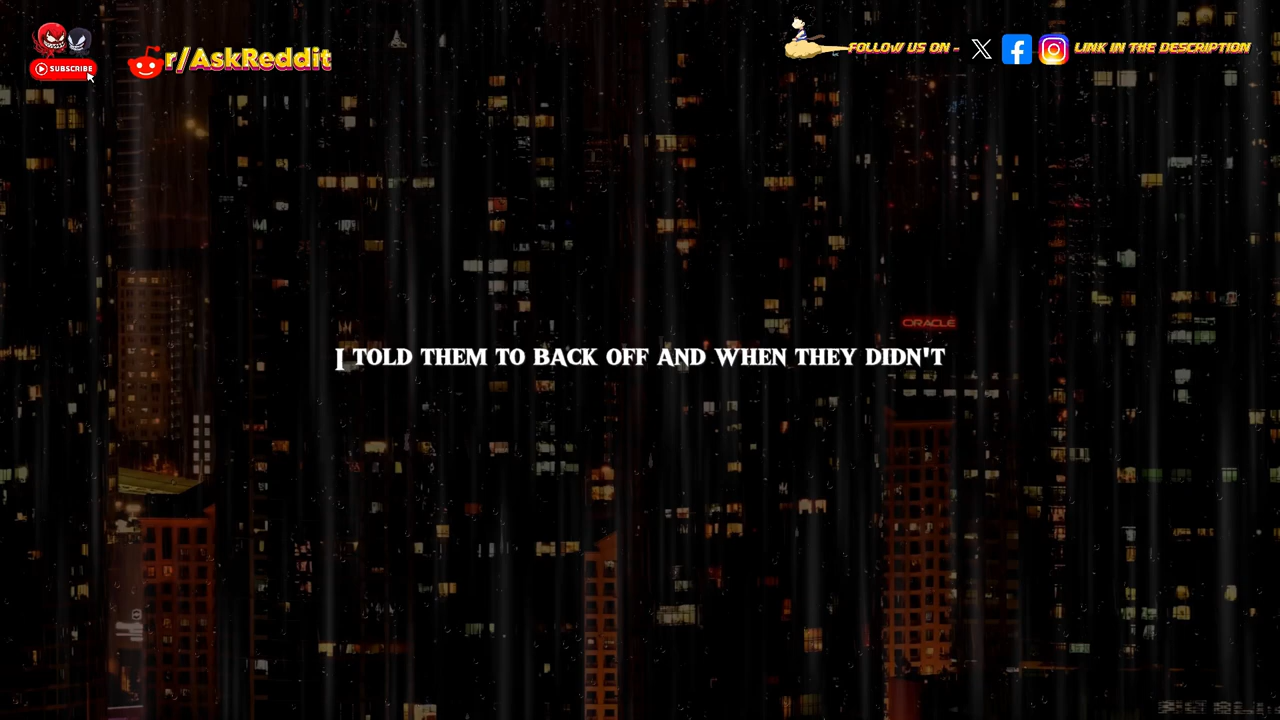 SUBSCRIBE
r/AskReddit
FOLLOW US ON -
LINK IN THE DESCRIPTION
ORACLE
I TOLD THEM TO BACK OFF AND WHEN THEY DIDN'T